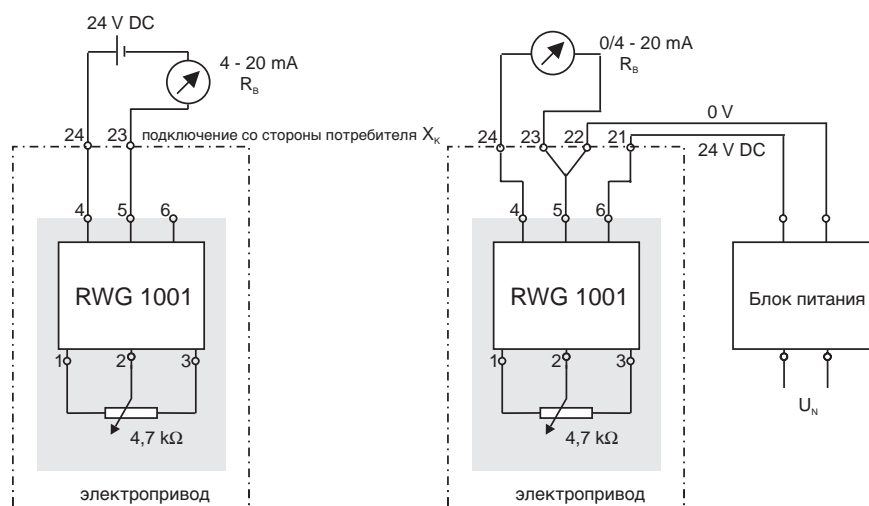 24 V DC
4 - 20 mA
R_B
24 23 подключение со стороны потребителя X_K
4 5 6
RWG 1001
1 2 3
4,7 kΩ
электропривод
0/4 - 20 mA
R_B
24 23 22 21
0 V
24 V DC
4 5 6
RWG 1001
1 2 3
4,7 kΩ
электропривод
Блок питания
U_N